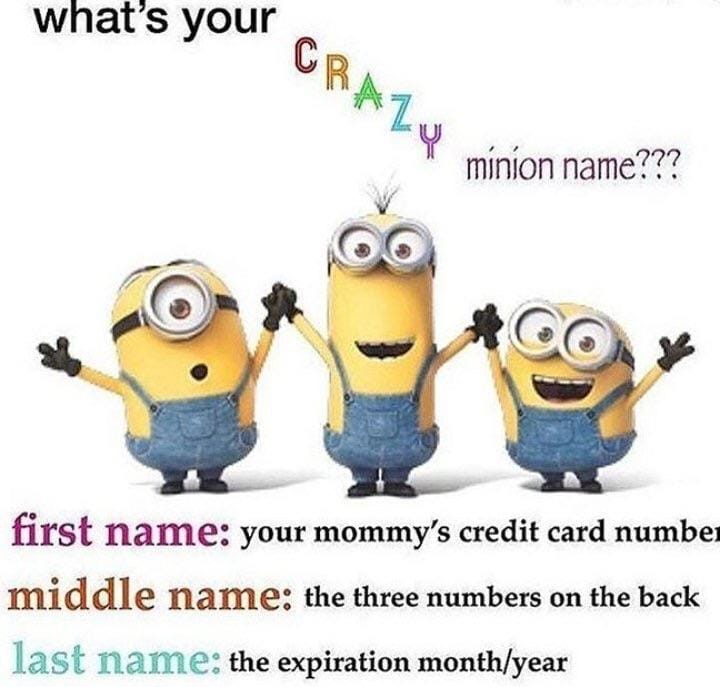 what's your
CRAZY
minion name???
first name: your mommy's credit card number
middle name: the three numbers on the back
last name: the expiration month/year